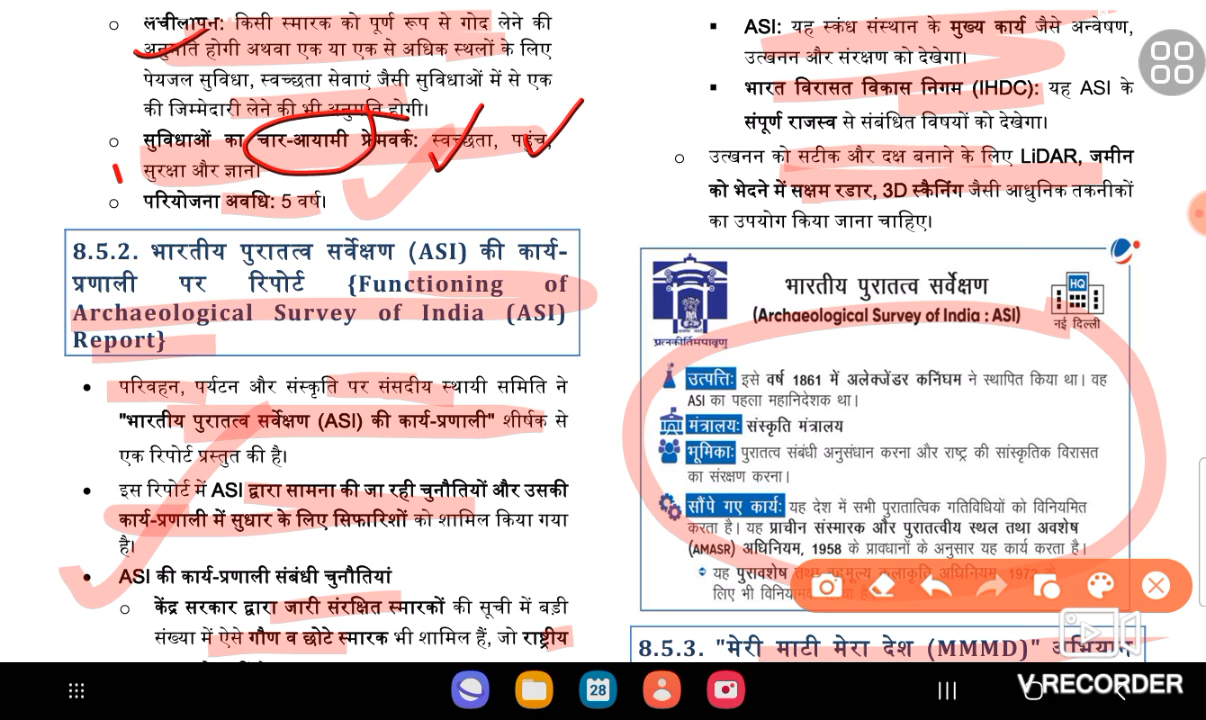 लचीलापन: किसी स्मारक को पूर्ण रूप से गोद लेने की
अनुमति होगी अथवा एक या एक से अधिक स्थलों के लिए
पेयजल सुविधा, स्वच्छता सेवाएं जैसी सुविधाओं में से एक
की जिम्मेदारी लेने की भी अनुमति होगी।
सुविधाओं का चार-आयामी फ्रेमवर्क: स्वच्छता, पहुंच,
सुरक्षा और ज्ञान।
परियोजना अवधि: 5 वर्ष।
8.5.2. भारतीय पुरातत्व सर्वेक्षण (ASI) की कार्य-
प्रणाली पर रिपोर्ट {Functioning of
Archaeological Survey of India (ASI)
Report}
परिवहन, पर्यटन और संस्कृति पर संसदीय स्थायी समिति ने
"भारतीय पुरातत्व सर्वेक्षण (ASI) की कार्य-प्रणाली" शीर्षक से
एक रिपोर्ट प्रस्तुत की है।
इस रिपोर्ट में ASI द्वारा सामना की जा रही चुनौतियों और उसकी
कार्य-प्रणाली में सुधार के लिए सिफारिशों को शामिल किया गया
है।
ASI की कार्य-प्रणाली संबंधी चुनौतियां
केंद्र सरकार द्वारा जारी संरक्षित स्मारकों की सूची में बड़ी
संख्या में ऐसे गौण व छोटे स्मारक भी शामिल हैं, जो राष्ट्रीय
ASI: यह स्कंध संस्थान के मुख्य कार्य जैसे अन्वेषण,
उत्खनन और संरक्षण को देखेगा।
भारत विरासत विकास निगम (IHDC): यह ASI के
संपूर्ण राजस्व से संबंधित विषयों को देखेगा।
उत्खनन को सटीक और दक्ष बनाने के लिए LiDAR, जमीन
को भेदने में सक्षम रडार, 3D स्कैनिंग जैसी आधुनिक तकनीकों
का उपयोग किया जाना चाहिए।
भारतीय पुरातत्व सर्वेक्षण
(Archaeological Survey of India : ASI)
HQ
नई दिल्ली
उत्पत्ति: इसे वर्ष 1861 में अलेक्जेंडर कनिंघम ने स्थापित किया था। वह
ASI का पहला महानिदेशक था।
मंत्रालय: संस्कृति मंत्रालय
भूमिका: पुरातत्व संबंधी अनुसंधान करना और राष्ट्र की सांस्कृतिक विरासत
का संरक्षण करना।
सौंपे गए कार्य: यह देश में सभी पुरातात्विक गतिविधियों को विनियमित
करता है। यह प्राचीन संस्मारक और पुरातत्वीय स्थल तथा अवशेष
(AMASR) अधिनियम, 1958 के प्रावधानों के अनुसार यह कार्य करता है।
यह पुरावशेष तथा बहुमूल्य कलाकृति अधिनियम, 1972 के
लिए भी
8.5.3. "मेरी माटी मेरा देश (MMMD)" अभियान
28
V RECORDER